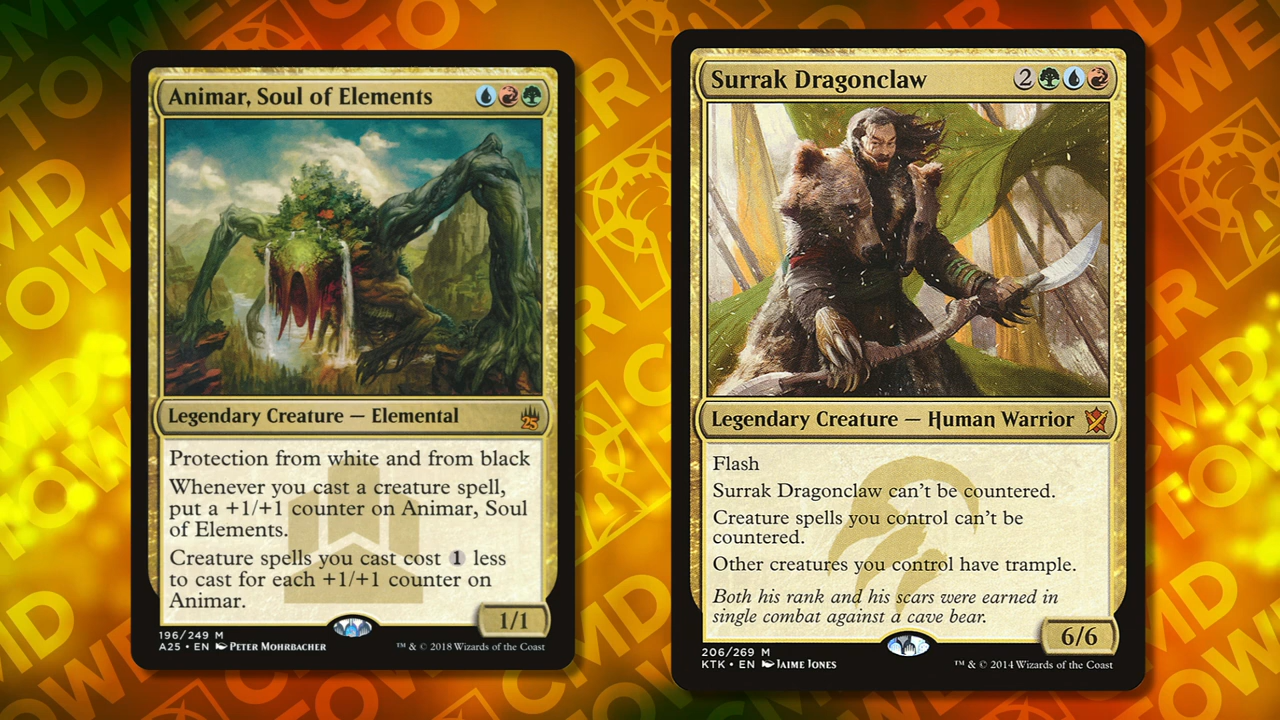 Animar, Soul of Elements
Legendary Creature — Elemental
25
Protection from white and from black
Whenever you cast a creature spell,
put a +1/+1 counter on Animar, Soul
of Elements.
Creature spells you cast cost 1 less
to cast for each +1/+1 counter on
Animar.
1/1
196/249 M
A25 • EN PETER MOHRBACHER
™ & © 2018 Wizards of the Coast
Surrak Dragonclaw 2
Legendary Creature — Human Warrior
Flash
Surrak Dragonclaw can't be countered.
Creature spells you control can't be
countered.
Other creatures you control have trample.
Both his rank and his scars were earned in
single combat against a cave bear.
6/6
206/269 M
KTK • EN JAIME JONES
™ & © 2014 Wizards of the Coast
CMD
TOWER